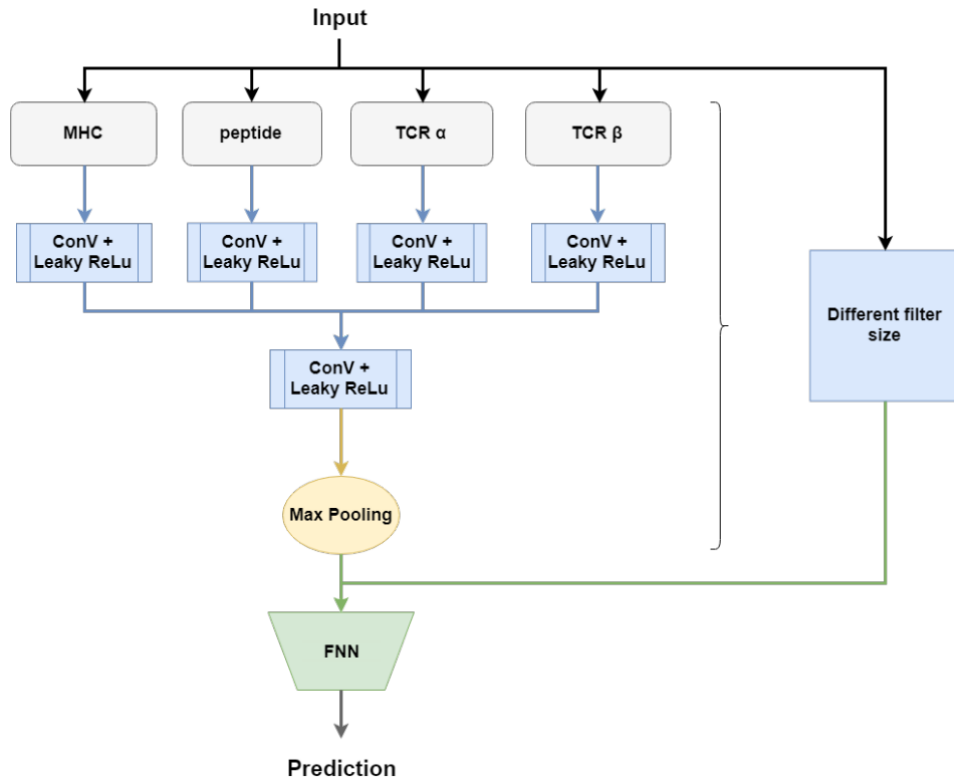 Input
MHC
peptide
TCR α
TCR β
ConV +
Leaky ReLu
ConV +
Leaky ReLu
ConV +
Leaky ReLu
ConV +
Leaky ReLu
Different filter
size
ConV +
Leaky ReLu
Max Pooling
FNN
Prediction